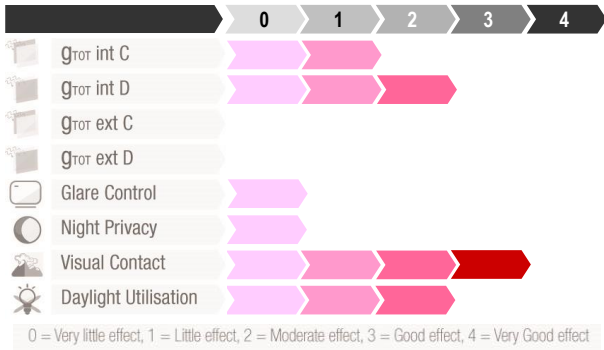 0 1 2 3 4
gTOT int C
gTOT int D
gTOT ext C
gTOT ext D
Glare Control
Night Privacy
Visual Contact
Daylight Utilisation
0 = Very little effect, 1 = Little effect, 2 = Moderate effect, 3 = Good effect, 4 = Very Good effect